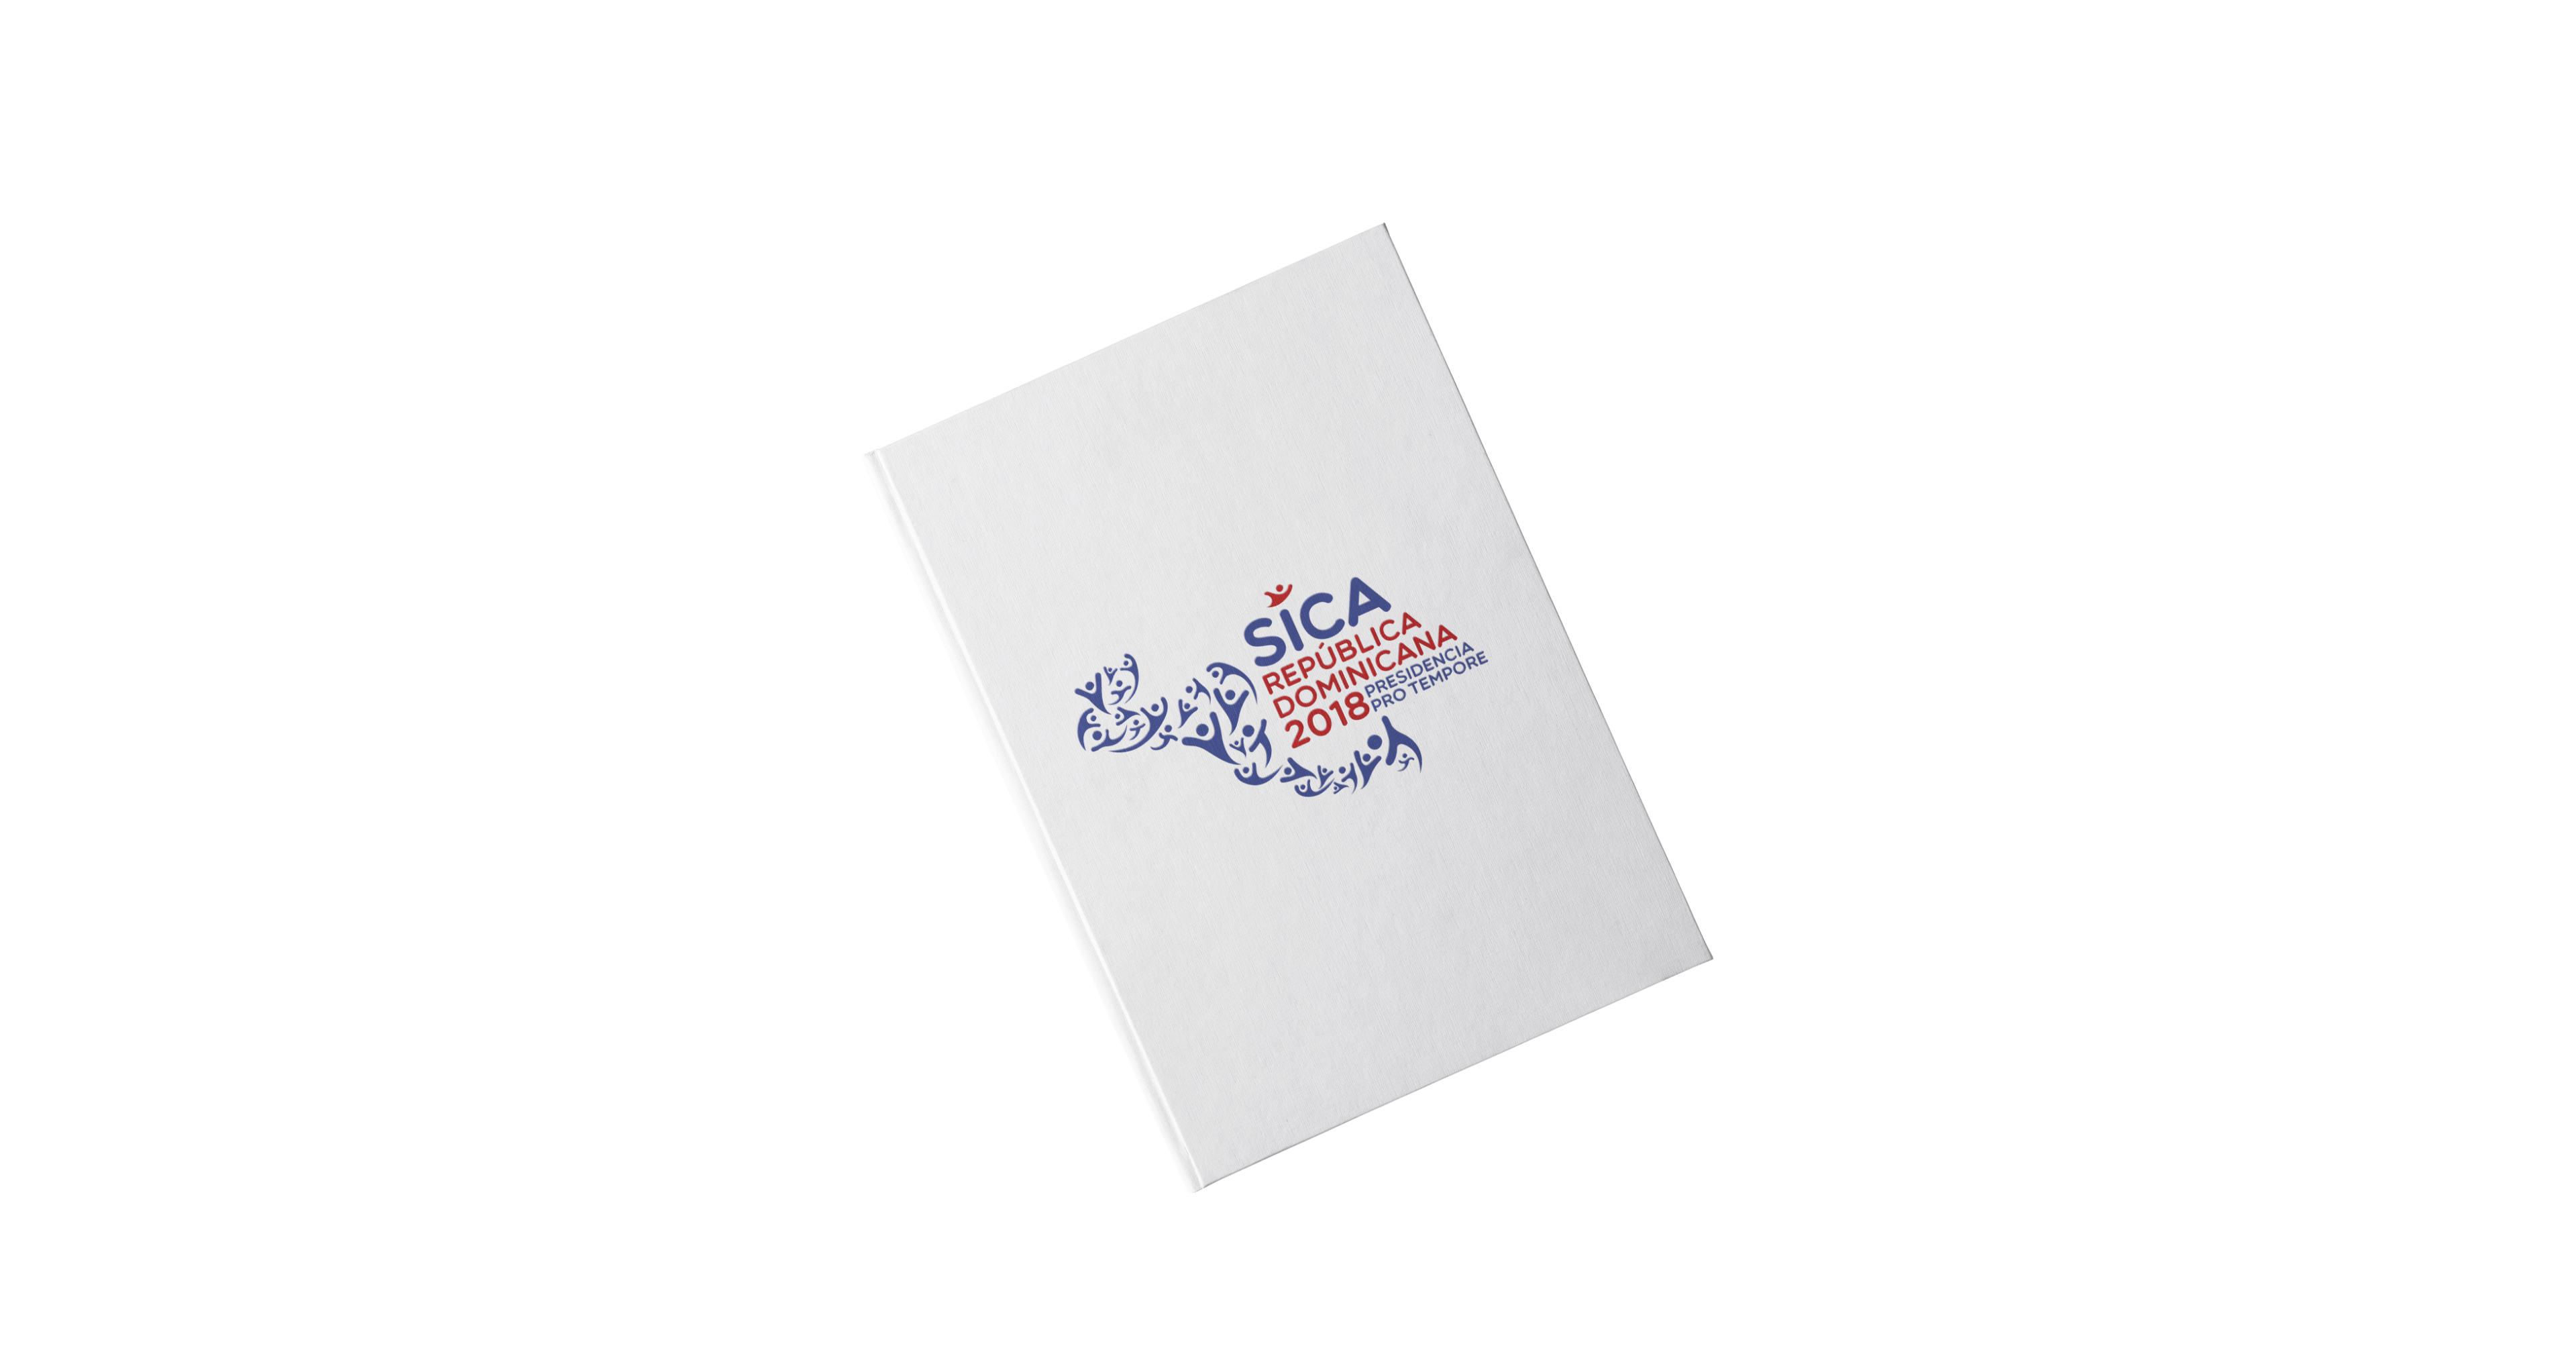 SICA
REPÚBLICA
DOMINICANA
2018
PRESIDENCIA
PRO TEMPORE